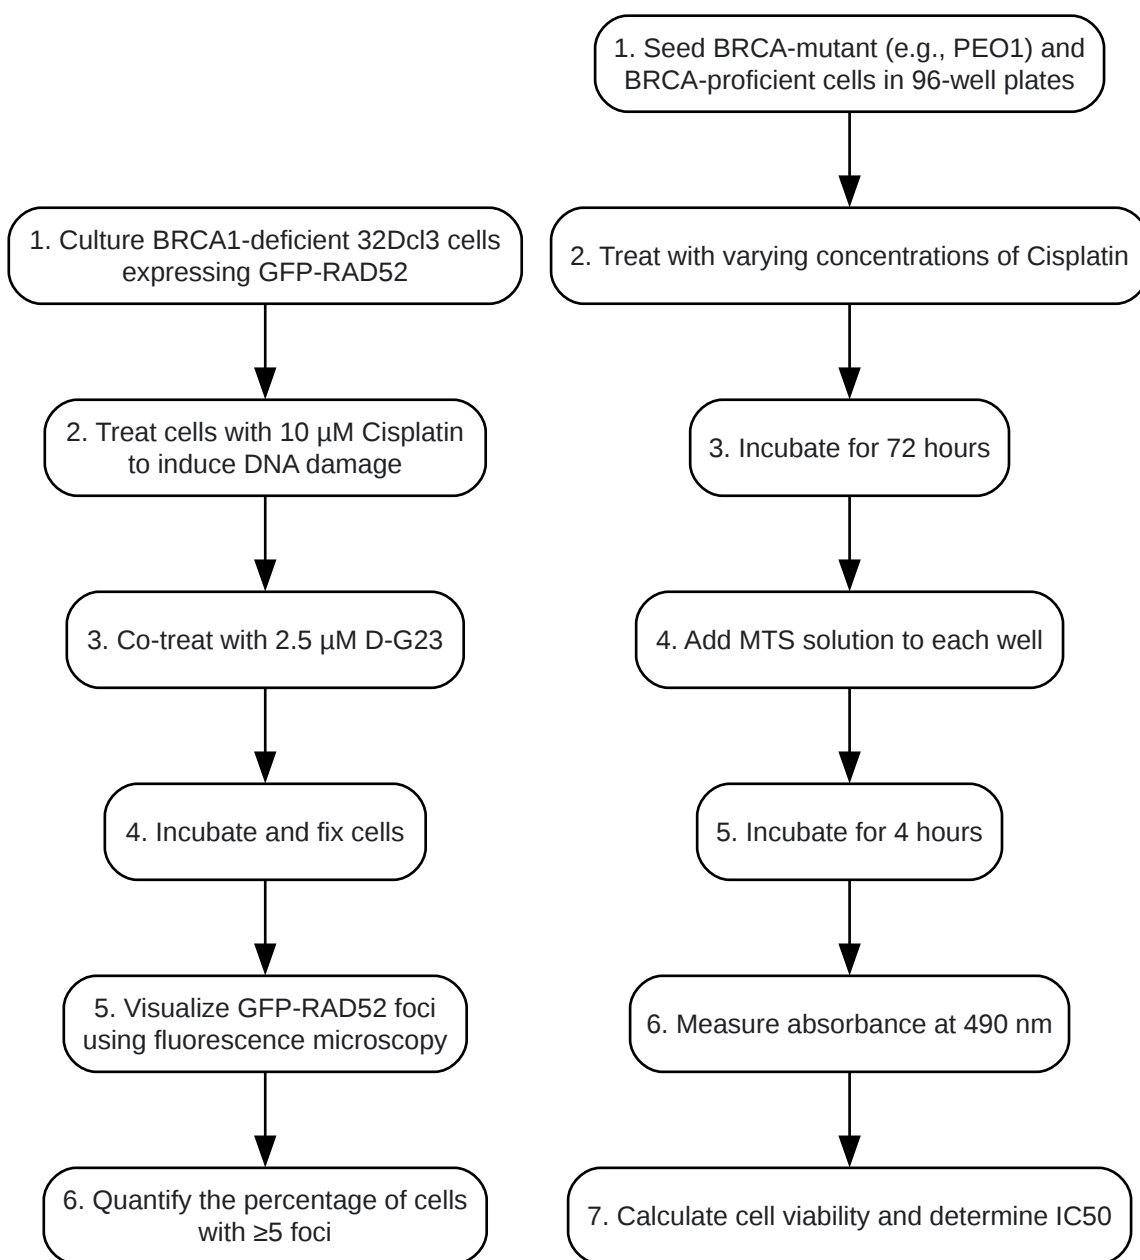 1. Culture BRCA1-deficient 32Dcl3 cells
expressing GFP-RAD52
2. Treat cells with 10 µM Cisplatin
to induce DNA damage
3. Co-treat with 2.5 µM D-G23
4. Incubate and fix cells
5. Visualize GFP-RAD52 foci
using fluorescence microscopy
6. Quantify the percentage of cells
with ≥5 foci
1. Seed BRCA-mutant (e.g., PEO1) and
BRCA-proficient cells in 96-well plates
2. Treat with varying concentrations of Cisplatin
3. Incubate for 72 hours
4. Add MTS solution to each well
5. Incubate for 4 hours
6. Measure absorbance at 490 nm
7. Calculate cell viability and determine IC50